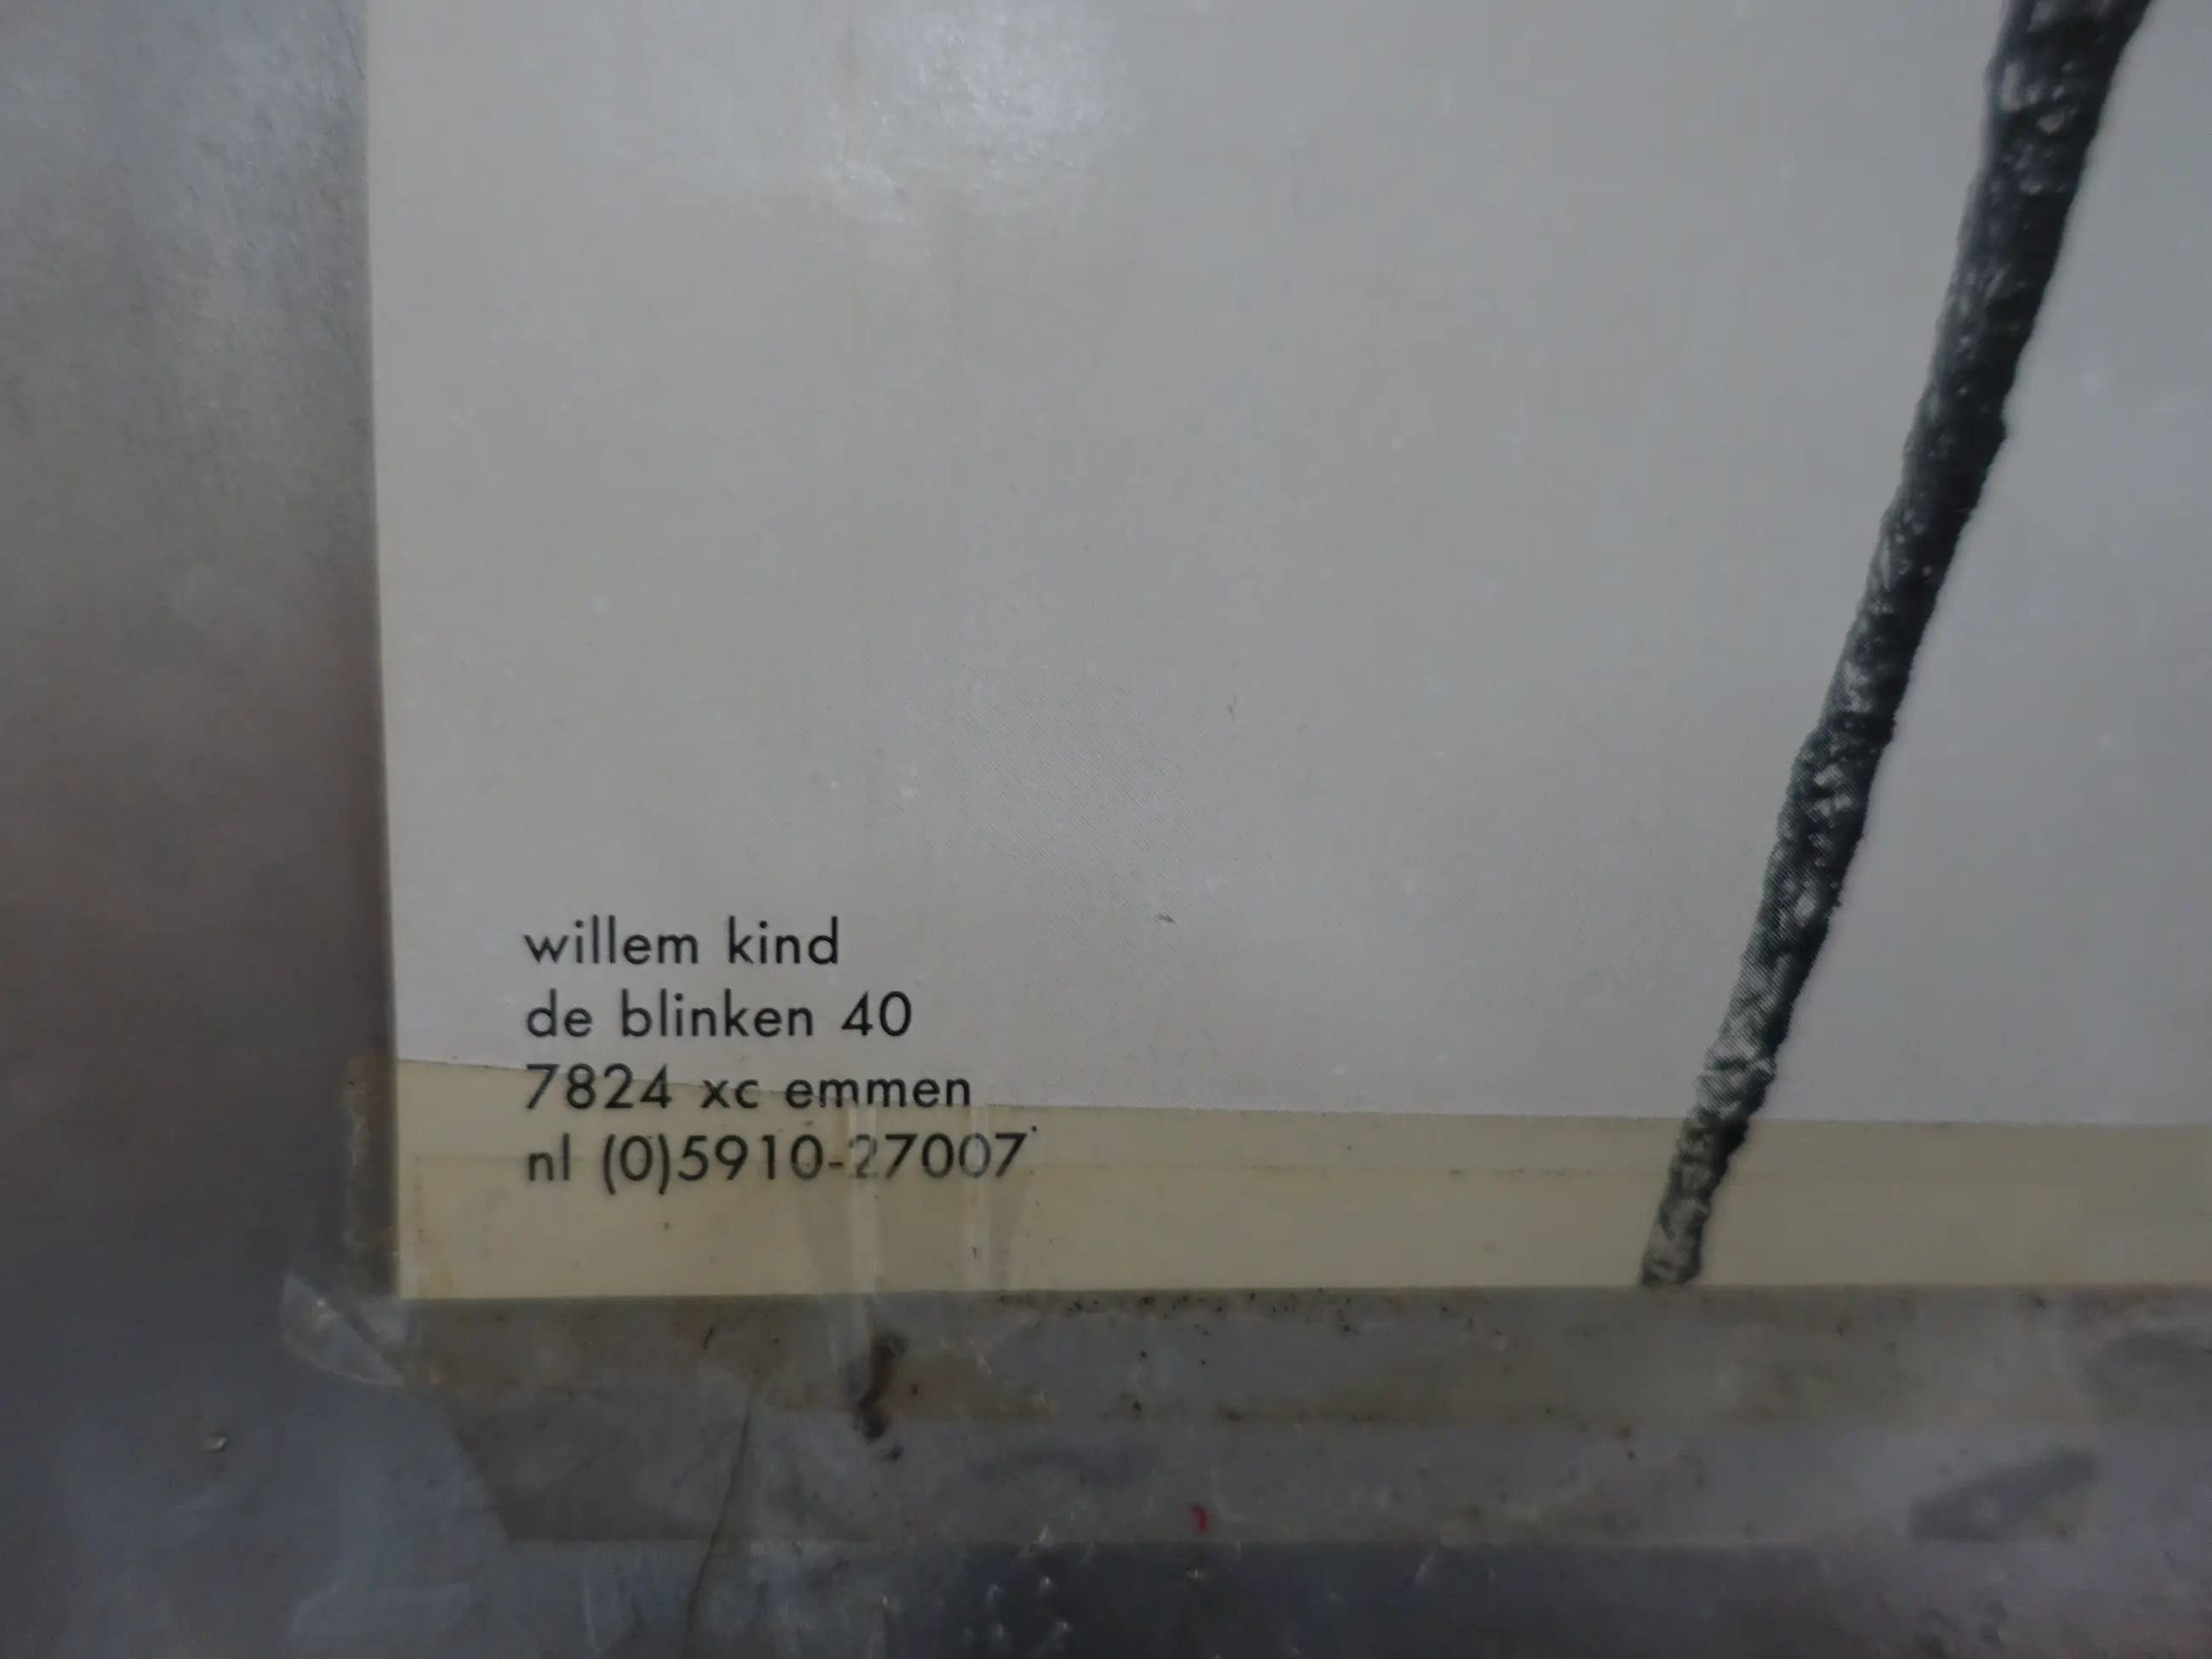 willem kind
de blinken 40
7824 xc emmen
nl (0)5910-27007